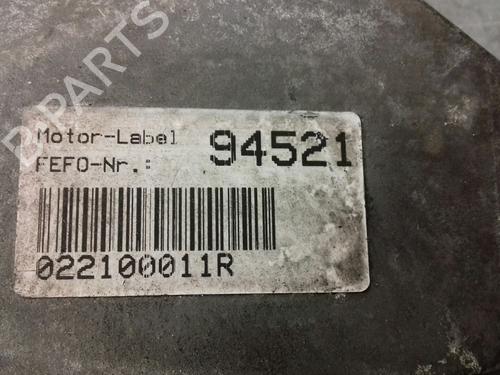 B-PARTS
Motor-Label
FEFO-Nr.: 94521
022100011R